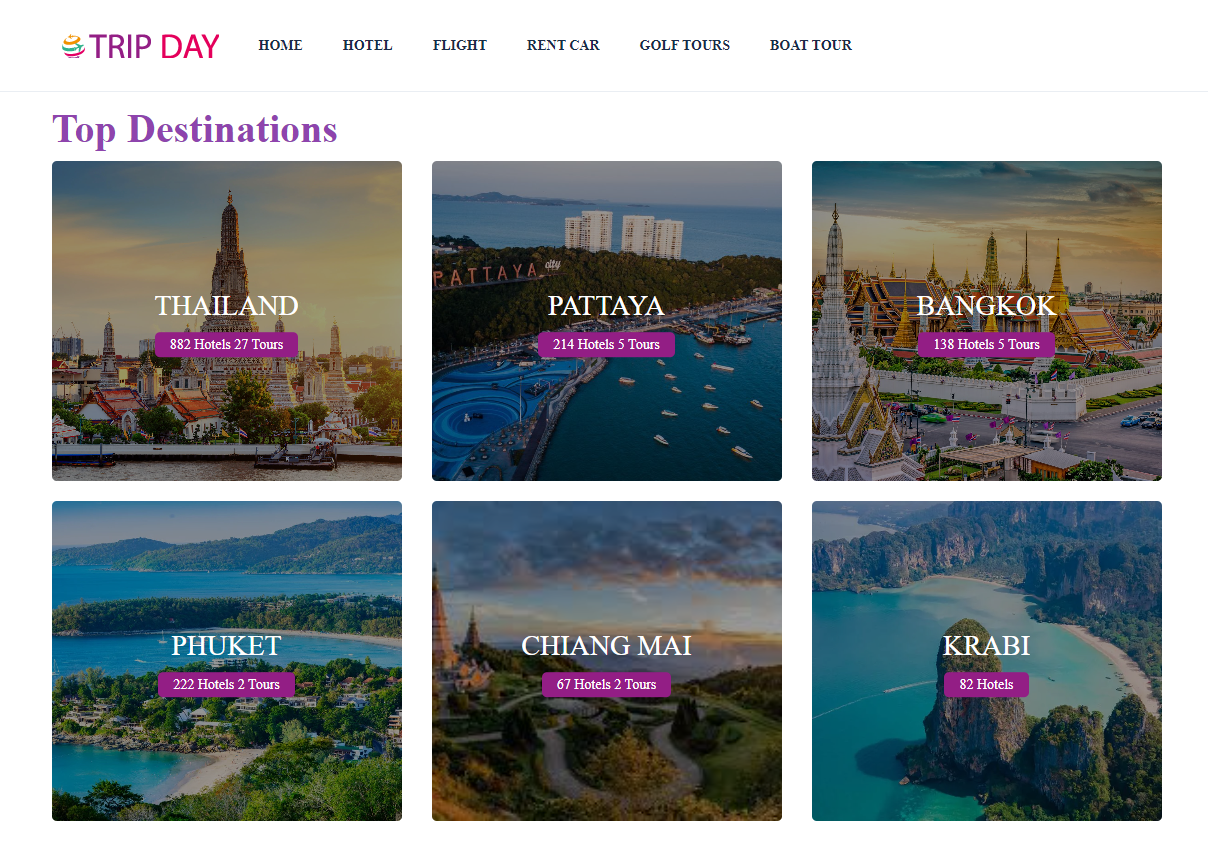 TRIP DAY
HOME HOTEL FLIGHT RENT CAR GOLF TOURS BOAT TOUR
Top Destinations
PATTAYA city
THAILAND
882 Hotels 27 Tours
PATTAYA
214 Hotels 5 Tours
BANGKOK
138 Hotels 5 Tours
PHUKET
222 Hotels 2 Tours
CHIANG MAI
67 Hotels 2 Tours
KRABI
82 Hotels